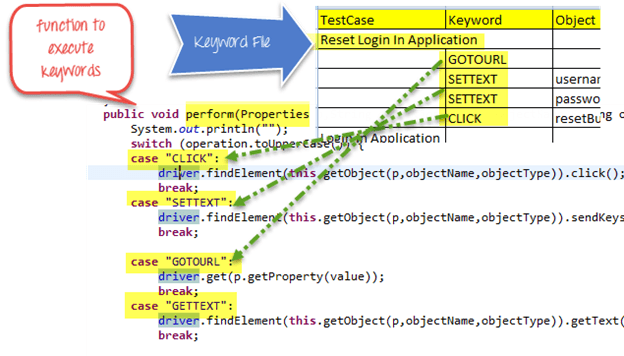 function to
execute
keywords
Keyword File
TestCase Keyword Object
Reset Login In Application
GOTOURL
SETTEXT
SETTEXT
CLICK
Login In Application
public void perform(Properties
System.out.println("");
switch (operation.toUpperCase()) {
case "CLICK":
driver.findElement(this.getObject(p,objectName,objectType)).click();
break;
case "SETTEXT":
driver.findElement(this.getObject(p,objectName,objectType)).sendKeys
break;
case "GOTOURL":
driver.get(p.getProperty(value));
break;
case "GETTEXT":
driver.findElement(this.getObject(p,objectName,objectType)).getText(
break;